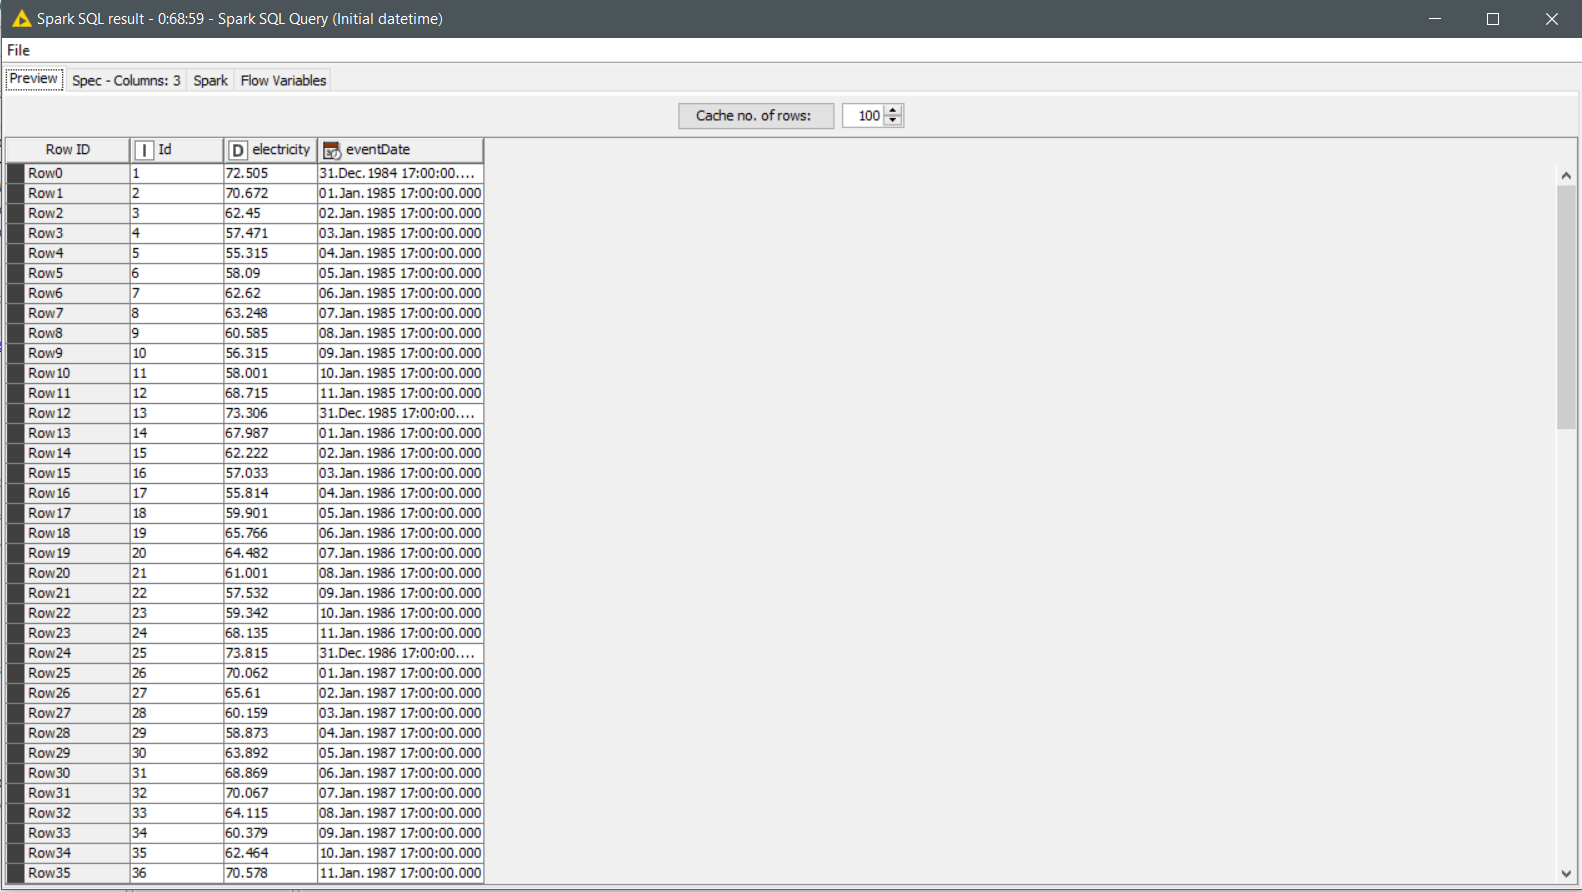 Spark SQL result - 0:68:59 - Spark SQL Query (Initial datetime)
File
Preview Spec - Columns: 3 Spark Flow Variables
Cache no. of rows: 100
Row ID I Id D electricity eventDate
Row0 1 72.505 31.Dec.1984 17:00:00....
Row1 2 70.672 01.Jan.1985 17:00:00.000
Row2 3 62.45 02.Jan.1985 17:00:00.000
Row3 4 57.471 03.Jan.1985 17:00:00.000
Row4 5 55.315 04.Jan.1985 17:00:00.000
Row5 6 58.09 05.Jan.1985 17:00:00.000
Row6 7 62.62 06.Jan.1985 17:00:00.000
Row7 8 63.248 07.Jan.1985 17:00:00.000
Row8 9 60.585 08.Jan.1985 17:00:00.000
Row9 10 56.315 09.Jan.1985 17:00:00.000
Row10 11 58.001 10.Jan.1985 17:00:00.000
Row11 12 68.715 11.Jan.1985 17:00:00.000
Row12 13 73.306 31.Dec.1985 17:00:00....
Row13 14 67.987 01.Jan.1986 17:00:00.000
Row14 15 62.222 02.Jan.1986 17:00:00.000
Row15 16 57.033 03.Jan.1986 17:00:00.000
Row16 17 55.814 04.Jan.1986 17:00:00.000
Row17 18 59.901 05.Jan.1986 17:00:00.000
Row18 19 65.766 06.Jan.1986 17:00:00.000
Row19 20 64.482 07.Jan.1986 17:00:00.000
Row20 21 61.001 08.Jan.1986 17:00:00.000
Row21 22 57.532 09.Jan.1986 17:00:00.000
Row22 23 59.342 10.Jan.1986 17:00:00.000
Row23 24 68.135 11.Jan.1986 17:00:00.000
Row24 25 73.815 31.Dec.1986 17:00:00....
Row25 26 70.062 01.Jan.1987 17:00:00.000
Row26 27 65.61 02.Jan.1987 17:00:00.000
Row27 28 60.159 03.Jan.1987 17:00:00.000
Row28 29 58.873 04.Jan.1987 17:00:00.000
Row29 30 63.892 05.Jan.1987 17:00:00.000
Row30 31 68.869 06.Jan.1987 17:00:00.000
Row31 32 70.067 07.Jan.1987 17:00:00.000
Row32 33 64.115 08.Jan.1987 17:00:00.000
Row33 34 60.379 09.Jan.1987 17:00:00.000
Row34 35 62.464 10.Jan.1987 17:00:00.000
Row35 36 70.578 11.Jan.1987 17:00:00.000